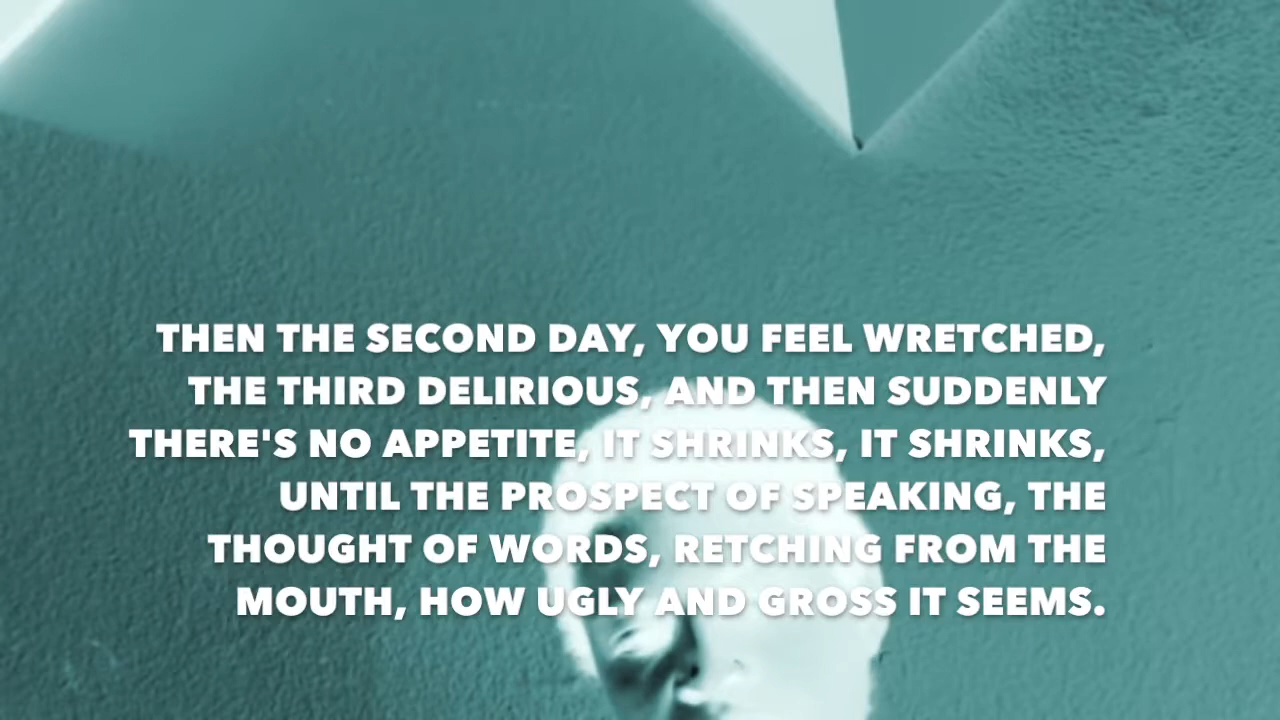 THEN THE SECOND DAY, YOU FEEL WRETCHED,
THE THIRD DELIRIOUS, AND THEN SUDDENLY
THERE'S NO APPETITE, IT SHRINKS, IT SHRINKS,
UNTIL THE PROSPECT OF SPEAKING, THE
THOUGHT OF WORDS, RETCHING FROM THE
MOUTH, HOW UGLY AND GROSS IT SEEMS.